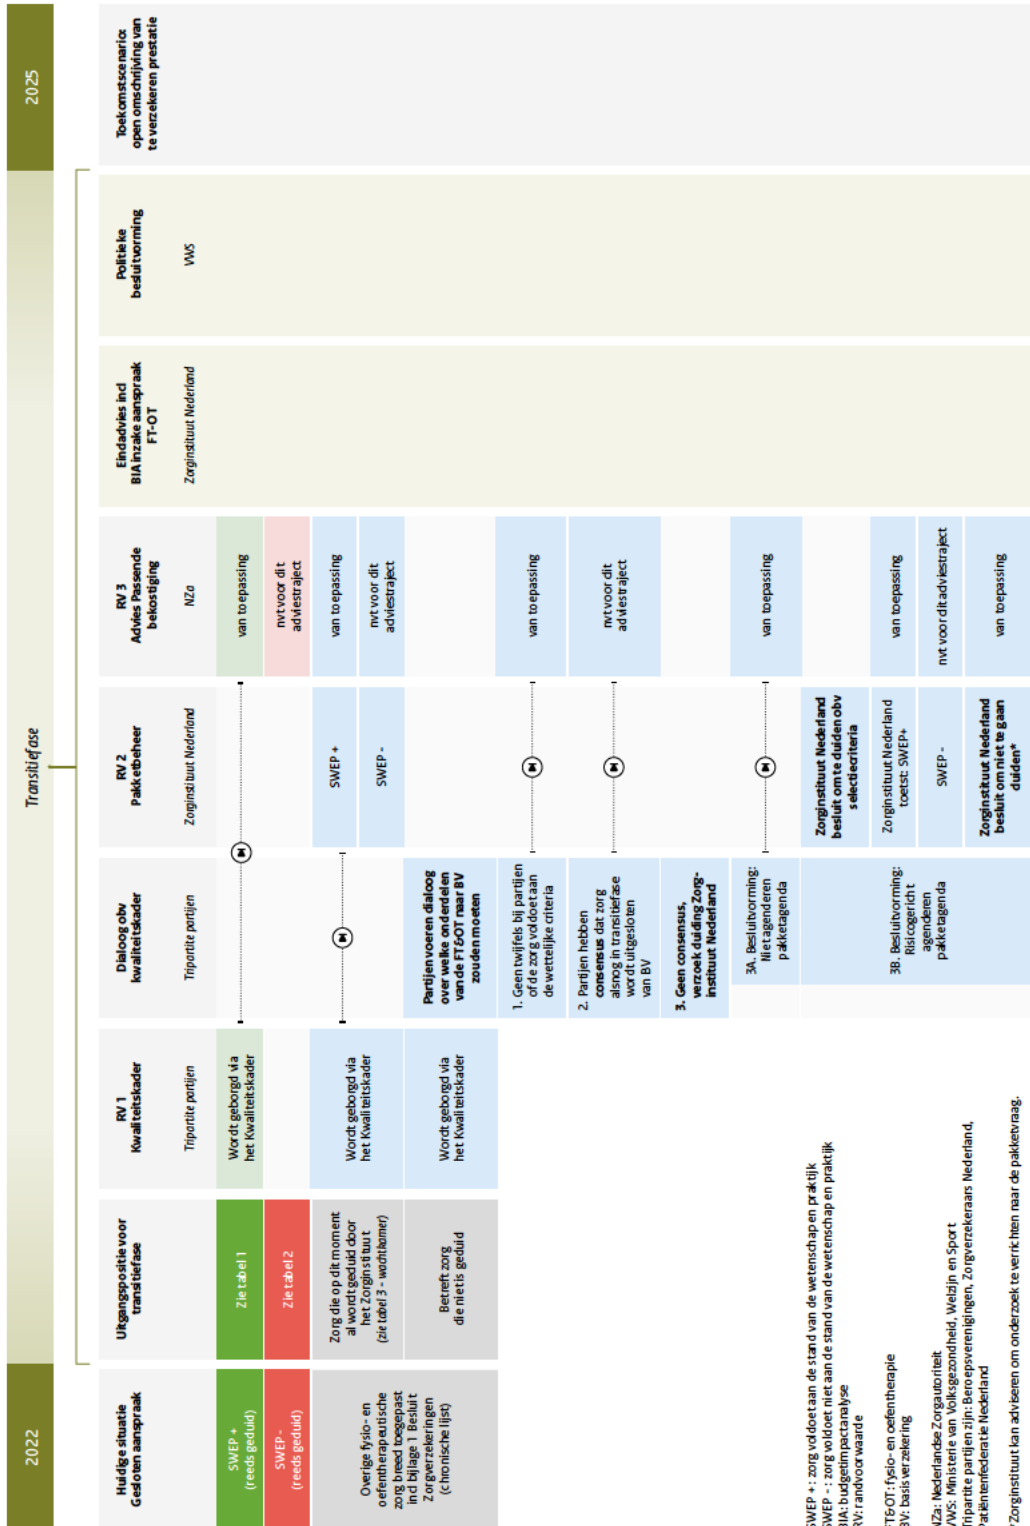 2022
Transitiefase
2025
Huidige situatie
Gesloten aanspraak
Uitgangspositie voor
transitiefase
RV 1
Kwaliteitskader
Tripartite partijen
Dialoog obv
kwaliteitskader
Tripartite partijen
RV 2
Pakketbeheer
Zorginstituut Nederland
RV 3
Advies Passende
bekostiging
NZa
Eindadvies incl
BIA inzake aanspraak
FT-OT
Zorginstituut Nederland
Politieke
besluitvorming
VWS
Toekomstscenario:
open omschrijving van
te verzekeren prestatie
SWEP +
(reeds geduid)
Zie tabel 1
Wordt geborgd via
het Kwaliteitskader
van toepassing
SWEP -
(reeds geduid)
Zie tabel 2
nvt voor dit
adviestraject
Overige fysio- en
oefentherapeutische
zorg breed toegepast
incl bijlage 1 Besluit
Zorgverzekeringen
(chronische lijst)
Zorg die op dit moment
al wordt geduid door
het Zorginstituut
(zie tabel 3 - wachtkamer)
Wordt geborgd via
het Kwaliteitskader
SWEP +
van toepassing
SWEP -
nvt voor dit
adviestraject
Betreft zorg
die niet is geduid
Wordt geborgd via
het Kwaliteitskader
Partijen voeren dialoog
over welke onderdelen
van de FT&OT naar BV
zouden moeten
1. Geen twijfels bij partijen
of de zorg voldoet aan
de wettelijke criteria
van toepassing
2. Partijen hebben
consensus dat zorg
alsnog in transitiefase
wordt uitgesloten
van BV
nvt voor dit
adviestraject
3. Geen consensus,
verzoek duiding Zorg-
instituut Nederland
3A. Besluitvorming:
Niet agenderen
pakketagenda
van toepassing
3B. Besluitvorming:
Risicogericht
agenderen
pakketagenda
Zorginstituut Nederland
besluit om te duiden obv
selectiecriteria
Zorginstituut Nederland
toetst: SWEP+
van toepassing
SWEP -
nvt voor dit adviestraject
Zorginstituut Nederland
besluit om niet te gaan
duiden*
van toepassing
SWEP + : zorg voldoet aan de stand van de wetenschap en praktijk
SWEP - : zorg voldoet niet aan de stand van de wetenschap en praktijk
BIA: budgetimpactanalyse
RV: randvoorwaarde
FT&OT: fysio- en oefentherapie
BV: basisverzekering
NZa: Nederlandse Zorgautoriteit
VWS: Ministerie van Volksgezondheid, Welzijn en Sport
Tripartite partijen zijn: Beroepsverenigingen, Zorgverzekeraars Nederland,
Patiëntenfederatie Nederland
*Zorginstituut kan adviseren om onderzoek te verrichten naar de pakketvraag.